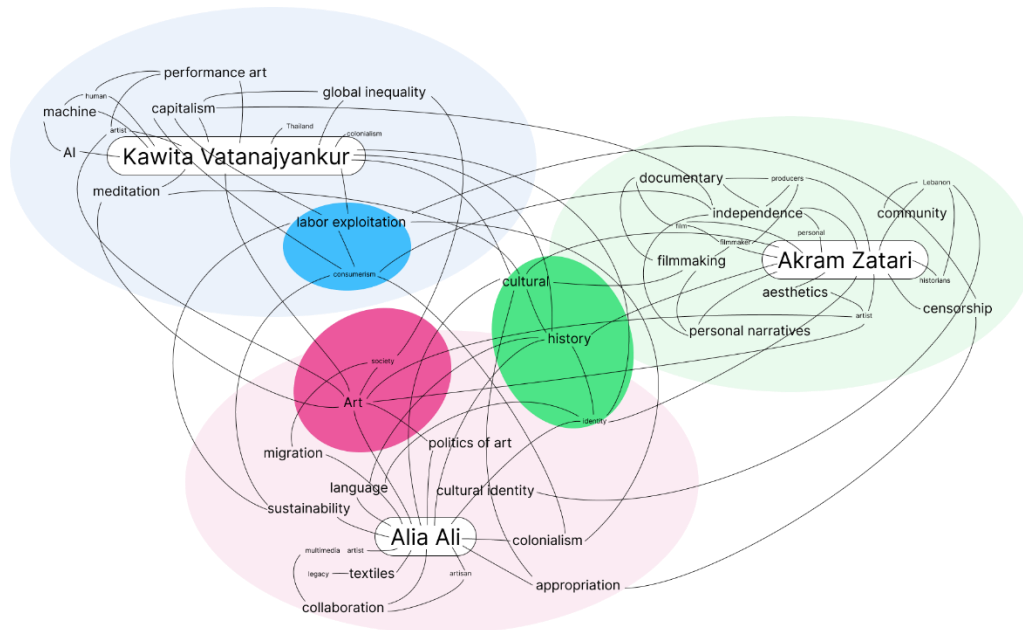 performance art
human
global inequality
machine
capitalism
artist
Thailand
colonialism
AI
Kawita Vatanajyankur
meditation
labor exploitation
consumerism
documentary
producers
Lebanon
independence
community
film
personal
filmmaker
filmmaking
Akram Zatari
historians
aesthetics
censorship
artist
personal narratives
cultural
history
identity
society
Art
migration
politics of art
language
cultural identity
sustainability
Alia Ali
colonialism
multimedia artist
legacy
textiles
artisan
appropriation
collaboration